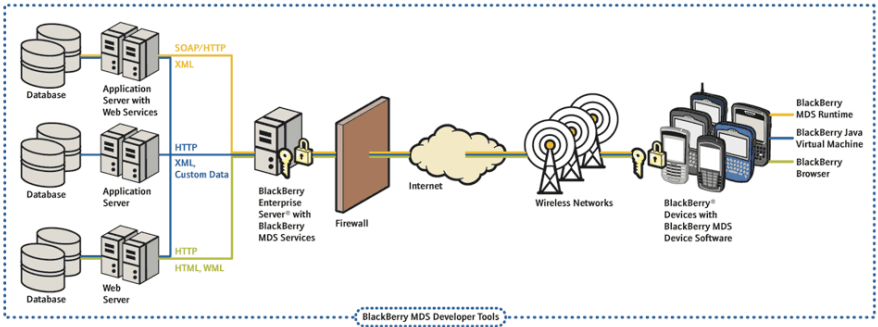 SOAP/HTTP
XML
Database
Application
Server with
Web Services
HTTP
XML,
Custom Data
Database
Application
Server
HTTP
HTML, WML
Database
Web
Server
BlackBerry
Enterprise
Server® with
BlackBerry
MDS Services
Firewall
Internet
Wireless Networks
BlackBerry®
Devices with
BlackBerry MDS
Device Software
BlackBerry
MDS Runtime
BlackBerry Java
Virtual Machine
BlackBerry
Browser
BlackBerry MDS Developer Tools